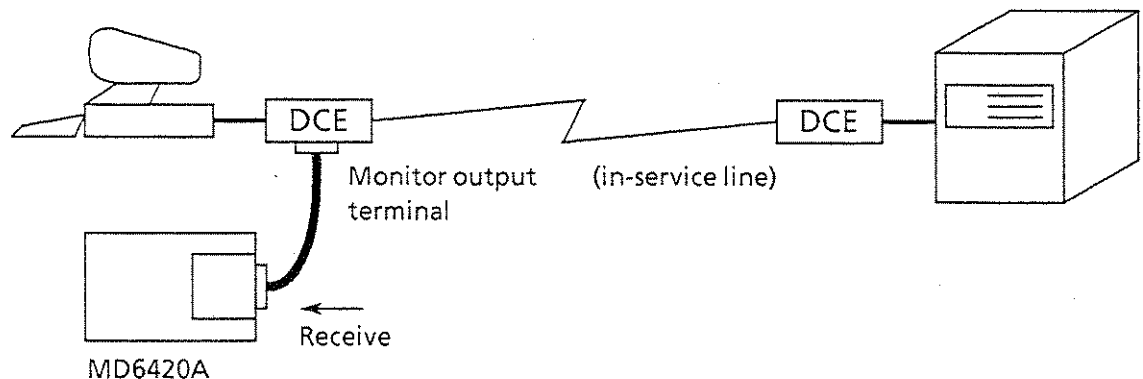 DCE
DCE
Monitor output
terminal
(in-service line)
Receive
MD6420A